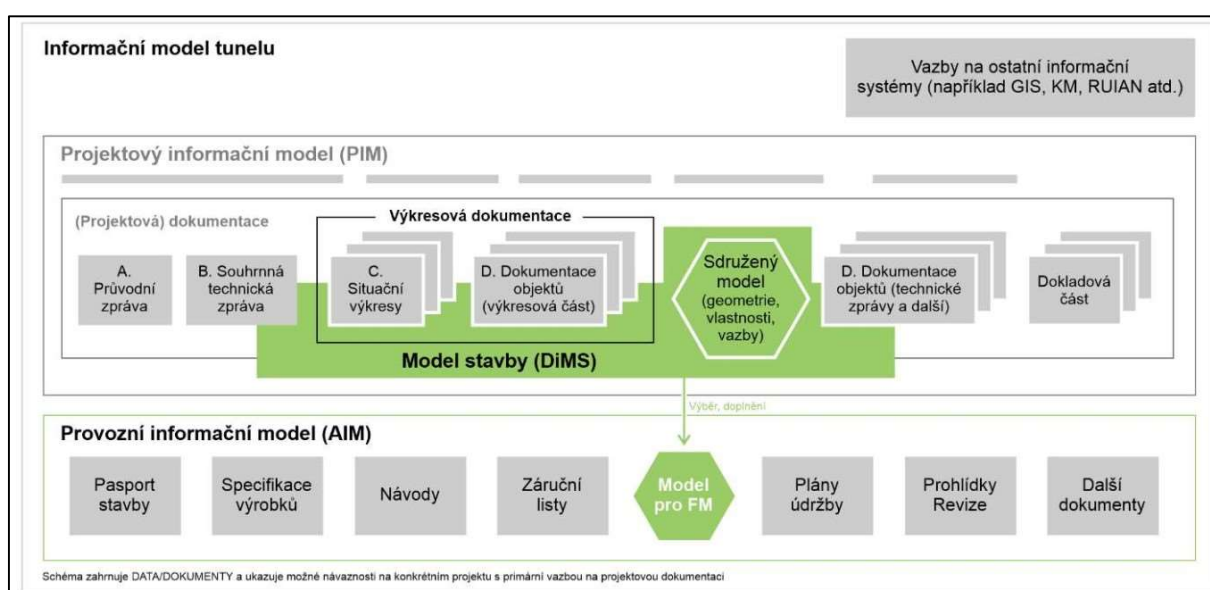 Informační model tunelu
Vazby na ostatní informační
systémy (například GIS, KM, RUIAN atd.)
Projektový informační model (PIM)
(Projektová) dokumentace
Výkresová dokumentace
A.
Průvodní
zpráva
B. Souhrnná
technická
zpráva
C.
Situační
výkresy
D. Dokumentace
objektů
(výkresová část)
Sdružený
model
(geometrie,
vlastnosti,
vazby)
D. Dokumentace
objektů (technické
zprávy a další)
Dokladová
část
Model stavby (DiMS)
Výběr, doplnění
Provozní informační model (AIM)
Pasport
stavby
Specifikace
výrobků
Návody
Záruční
listy
Model
pro FM
Plány
údržby
Prohlídky
Revize
Další
dokumenty
Schéma zahrnuje DATA/DOKUMENTY a ukazuje možné návaznosti na konkrétním projektu s primární vazbou na projektovou dokumentaci